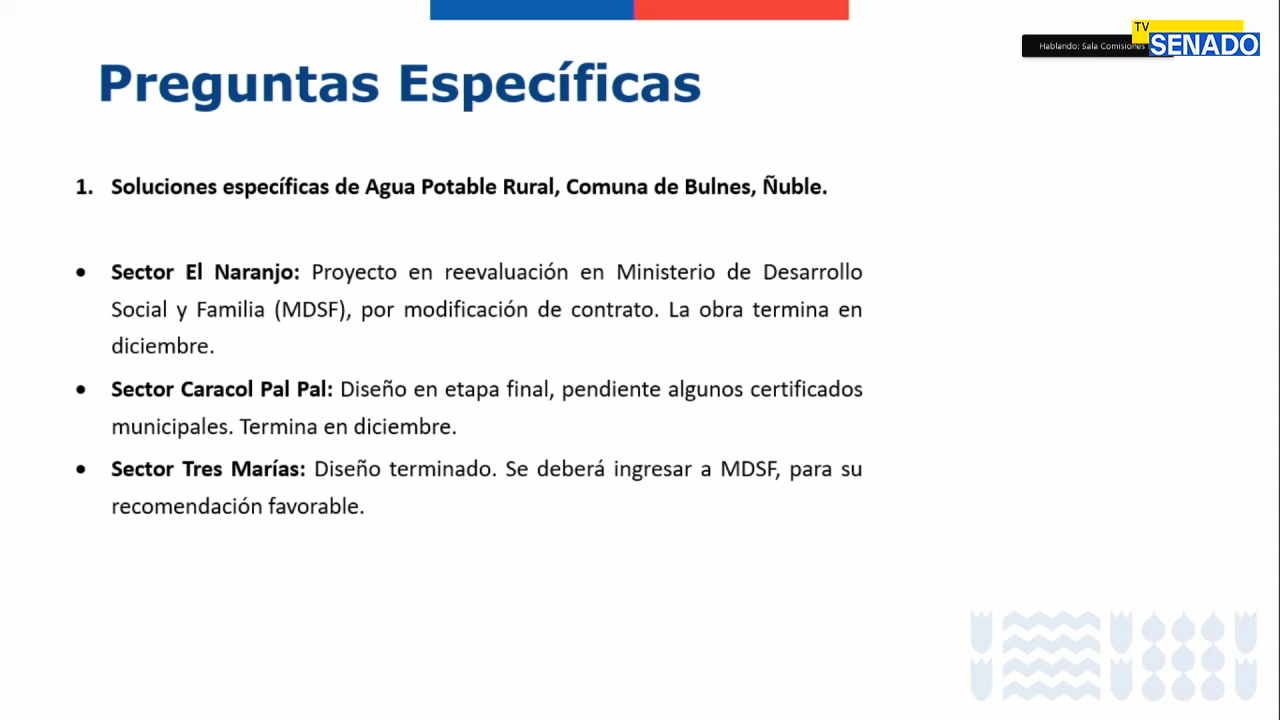 TV
SENADO
Hablando: Sala Comisiones
Preguntas Específicas
1. Soluciones específicas de Agua Potable Rural, Comuna de Bulnes, Ñuble.
• Sector El Naranjo: Proyecto en reevaluación en Ministerio de Desarrollo
Social y Familia (MDSF), por modificación de contrato. La obra termina en
diciembre.
• Sector Caracol Pal Pal: Diseño en etapa final, pendiente algunos certificados
municipales. Termina en diciembre.
• Sector Tres Marías: Diseño terminado. Se deberá ingresar a MDSF, para su
recomendación favorable.